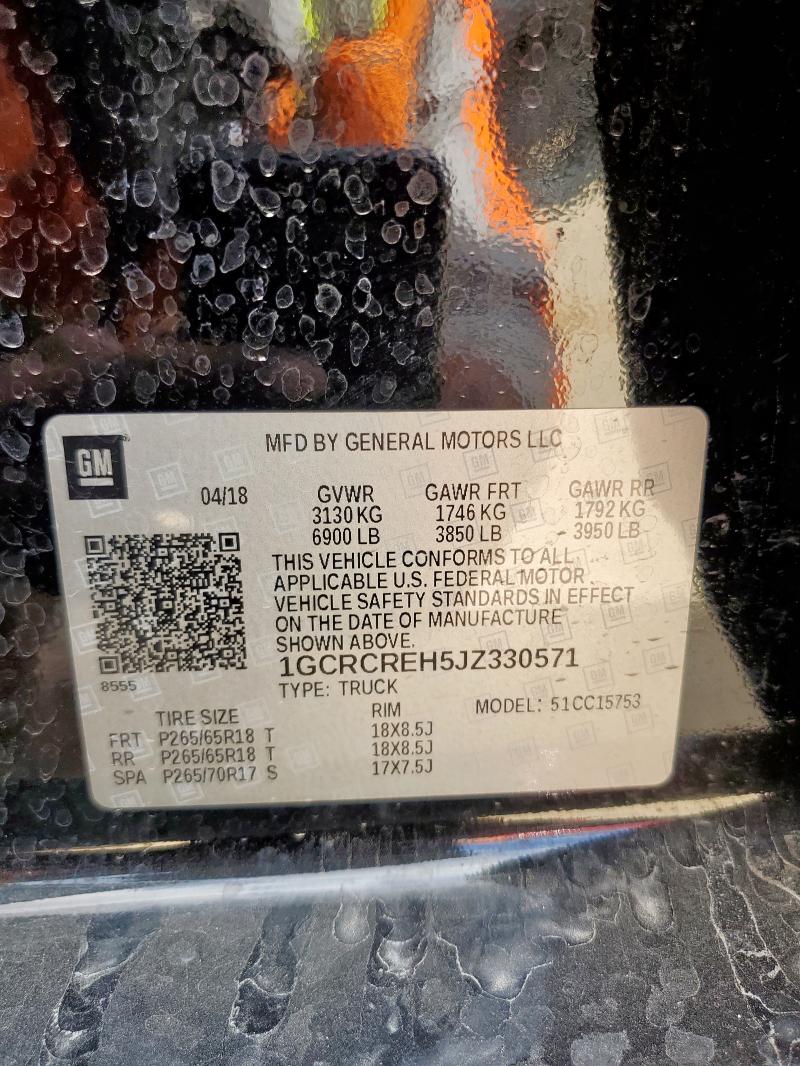 GM
MFD BY GENERAL MOTORS LLC
04/18 GVWR GAWR FRT GAWR RR
3130 KG 1746 KG 1792 KG
6900 LB 3850 LB 3950 LB
THIS VEHICLE CONFORMS TO ALL
APPLICABLE U.S. FEDERAL MOTOR
VEHICLE SAFETY STANDARDS IN EFFECT
ON THE DATE OF MANUFACTURE
SHOWN ABOVE.
1GCRCREH5JZ330571
8555
TYPE: TRUCK
MODEL: 51CC15753
TIRE SIZE RIM
FRT P265/65R18 T 18X8.5J
RR P265/65R18 T 18X8.5J
SPA P265/70R17 S 17X7.5J